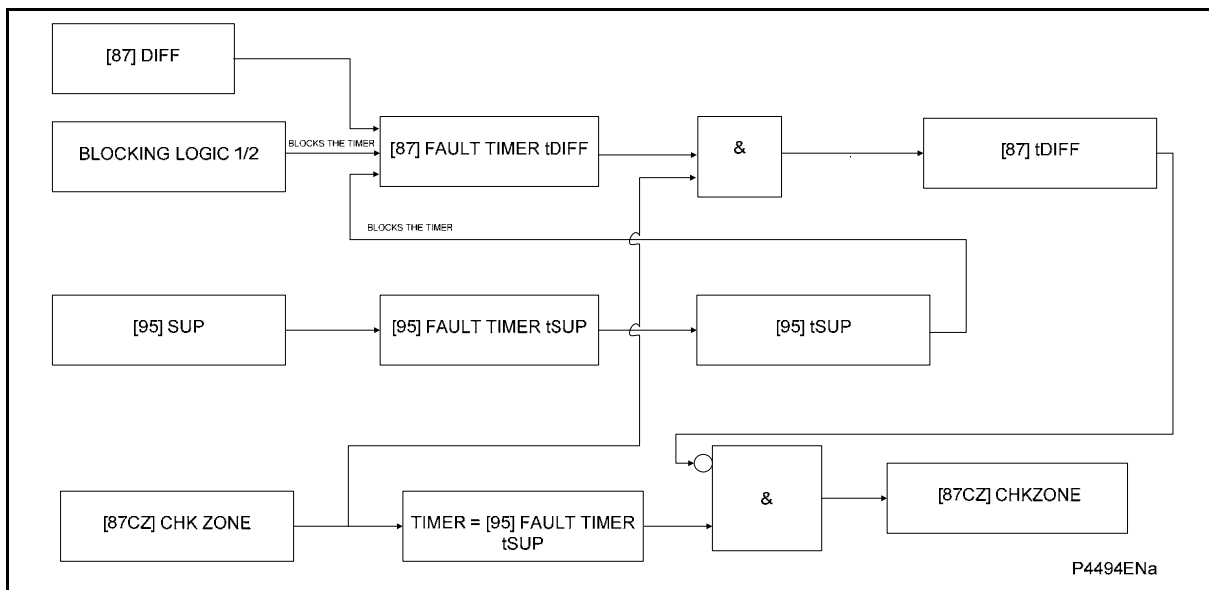 [87] DIFF
BLOCKING LOGIC 1/2
BLOCKS THE TIMER
[87] FAULT TIMER tDIFF
&
[87] tDIFF
BLOCKS THE TIMER
[95] SUP
[95] FAULT TIMER tSUP
[95] tSUP
[87CZ] CHK ZONE
TIMER = [95] FAULT TIMER
tSUP
&
[87CZ] CHKZONE
P4494ENa